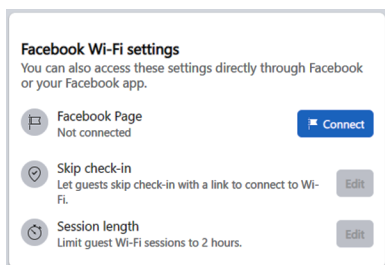 Facebook Wi-Fi settings
You can also access these settings directly through Facebook
or your Facebook app.
Facebook Page
Not connected
Connect
Skip check-in
Let guests skip check-in with a link to connect to Wi-
Fi.
Edit
Session length
Limit guest Wi-Fi sessions to 2 hours.
Edit